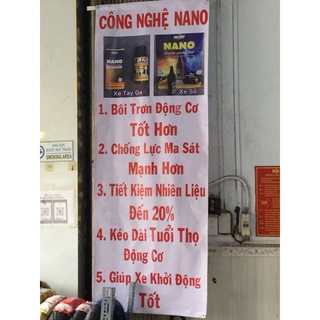 CÔNG NGHỆ NANO
NANO
NANO
Xe Tay Ga
Xe Số
1. Bôi Trơn Động Cơ
Tốt Hơn
2. Chống Lực Ma Sát
Mạnh Hơn
3. Tiết Kiệm Nhiên Liệu
Đến 20%
4. Kéo Dài Tuổi Thọ
Động Cơ
5. Giúp Xe Khởi Động
Tốt
SMOKING AREA